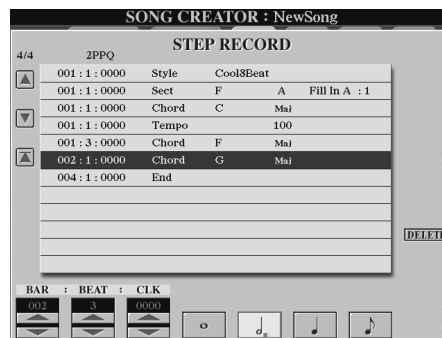 SONG CREATOR : NewSong
STEP RECORD
4/4 2PPQ
001 : 1 : 0000 Style Cool8Beat
001 : 1 : 0000 Sect F A Fill In A : 1
001 : 1 : 0000 Chord C Maj
001 : 1 : 0000 Tempo 100
001 : 3 : 0000 Chord F Maj
002 : 1 : 0000 Chord G Maj
004 : 1 : 0000 End
BAR : BEAT : CLK
002 3 0000